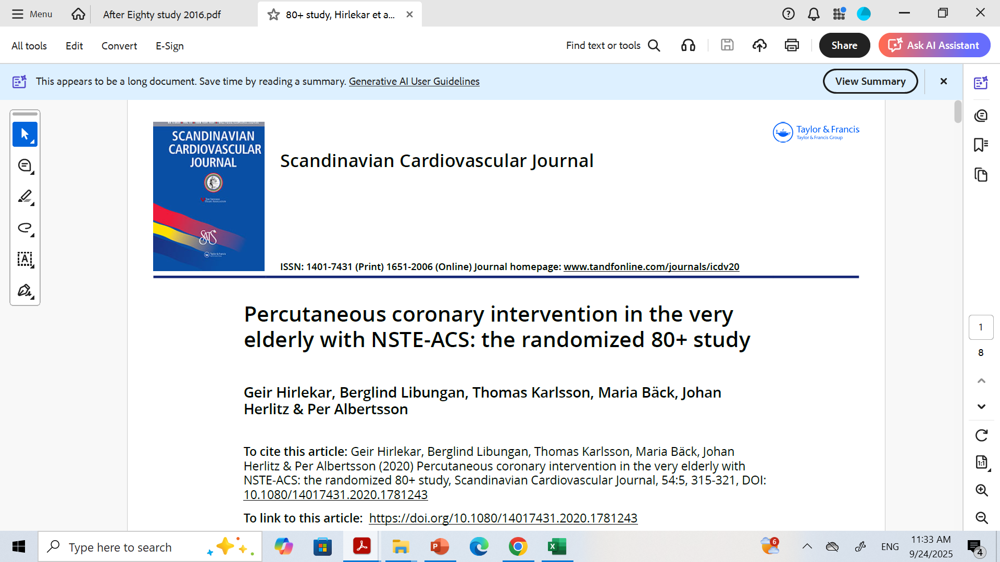 Menu
After Eighty study 2016.pdf
80+ study, Hirlekar et a...
All tools
Edit
Convert
E-Sign
Find text or tools
Share
Ask AI Assistant
This appears to be a long document. Save time by reading a summary. Generative AI User Guidelines
View Summary
SCANDINAVIAN
CARDIOVASCULAR
JOURNAL
SATS
Taylor & Francis
Taylor & Francis
Taylor & Francis Group
Scandinavian Cardiovascular Journal
ISSN: 1401-7431 (Print) 1651-2006 (Online) Journal homepage: www.tandfonline.com/journals/icdv20
Percutaneous coronary intervention in the very
elderly with NSTE-ACS: the randomized 80+ study
Geir Hirlekar, Berglind Libungan, Thomas Karlsson, Maria Bäck, Johan
Herlitz & Per Albertsson
To cite this article: Geir Hirlekar, Berglind Libungan, Thomas Karlsson, Maria Bäck, Johan
Herlitz & Per Albertsson (2020) Percutaneous coronary intervention in the very elderly with
NSTE-ACS: the randomized 80+ study, Scandinavian Cardiovascular Journal, 54:5, 315-321, DOI:
10.1080/14017431.2020.1781243
To link to this article: https://doi.org/10.1080/14017431.2020.1781243
1
8
1:1
Type here to search
6
ENG
11:33 AM
9/24/2025
4